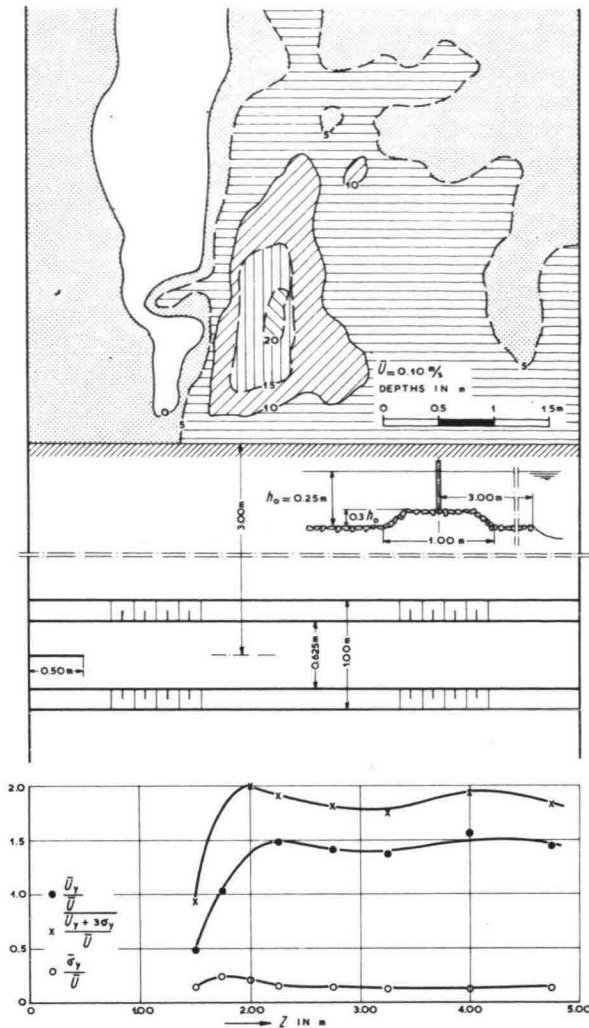 5
10
20
15
10
5
5
Ū = 0.10 m/s
DEPTHS IN m
0 0.5 1 1.5m
3.00m
h₀ = 0.25m
0.3 h₀
3.00m
1.00 m
0.50m
0.625m
1.00m
2.0
1.5
1.0
0.5
0
● Ūy / Ū
x Ūy + 3σy / Ū
o σ̄y / Ū
0 1.00 2.00 3.00 4.00 5.00
Z IN m